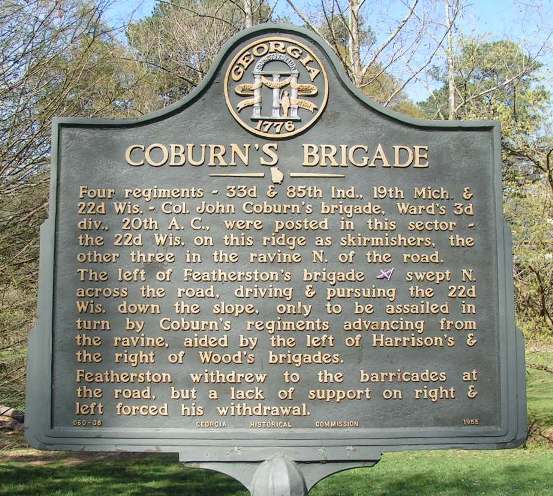 GEORGIA
1776
COBURN'S BRIGADE
Four regiments - 33d & 85th Ind., 19th Mich. &
22d Wis. - Col. John Coburn's brigade, Ward's 3d
div., 20th A. C., were posted in this sector -
the 22d Wis. on this ridge as skirmishers, the
other three in the ravine N. of the road.
The left of Featherston's brigade swept N.
across the road, driving & pursuing the 22d
Wis. down the slope, only to be assailed in
turn by Coburn's regiments advancing from
the ravine, aided by the left of Harrison's &
the right of Wood's brigades.
Featherston withdrew to the barricades at
the road, but a lack of support on right &
left forced his withdrawal.
GEORGIA HISTORICAL COMMISSION